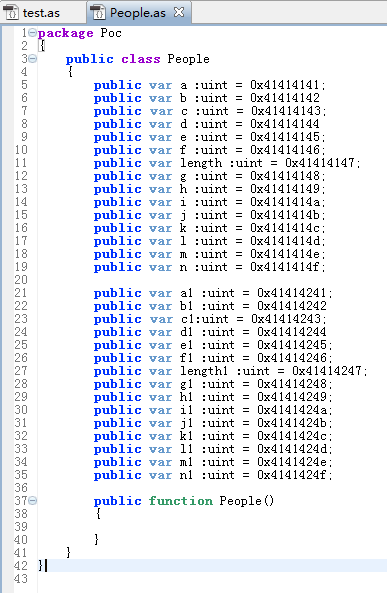 test.as People.as
1 package Poc
2 {
3 public class People
4 {
5 public var a :uint = 0x41414141;
6 public var b :uint = 0x41414142
7 public var c :uint = 0x41414143;
8 public var d :uint = 0x41414144
9 public var e :uint = 0x41414145;
10 public var f :uint = 0x41414146;
11 public var length :uint = 0x41414147;
12 public var g :uint = 0x41414148;
13 public var h :uint = 0x41414149;
14 public var i :uint = 0x4141414a;
15 public var j :uint = 0x4141414b;
16 public var k :uint = 0x4141414c;
17 public var l :uint = 0x4141414d;
18 public var m :uint = 0x4141414e;
19 public var n :uint = 0x4141414f;
20
21 public var a1 :uint = 0x41414241;
22 public var b1 :uint = 0x41414242
23 public var c1:uint = 0x41414243;
24 public var d1 :uint = 0x41414244
25 public var e1 :uint = 0x41414245;
26 public var f1 :uint = 0x41414246;
27 public var length1 :uint = 0x41414247;
28 public var g1 :uint = 0x41414248;
29 public var h1 :uint = 0x41414249;
30 public var i1 :uint = 0x4141424a;
31 public var j1 :uint = 0x4141424b;
32 public var k1 :uint = 0x4141424c;
33 public var l1 :uint = 0x4141424d;
34 public var m1 :uint = 0x4141424e;
35 public var n1 :uint = 0x4141424f;
36
37 public function People()
38 {
39
40 }
41 }
42 }
43